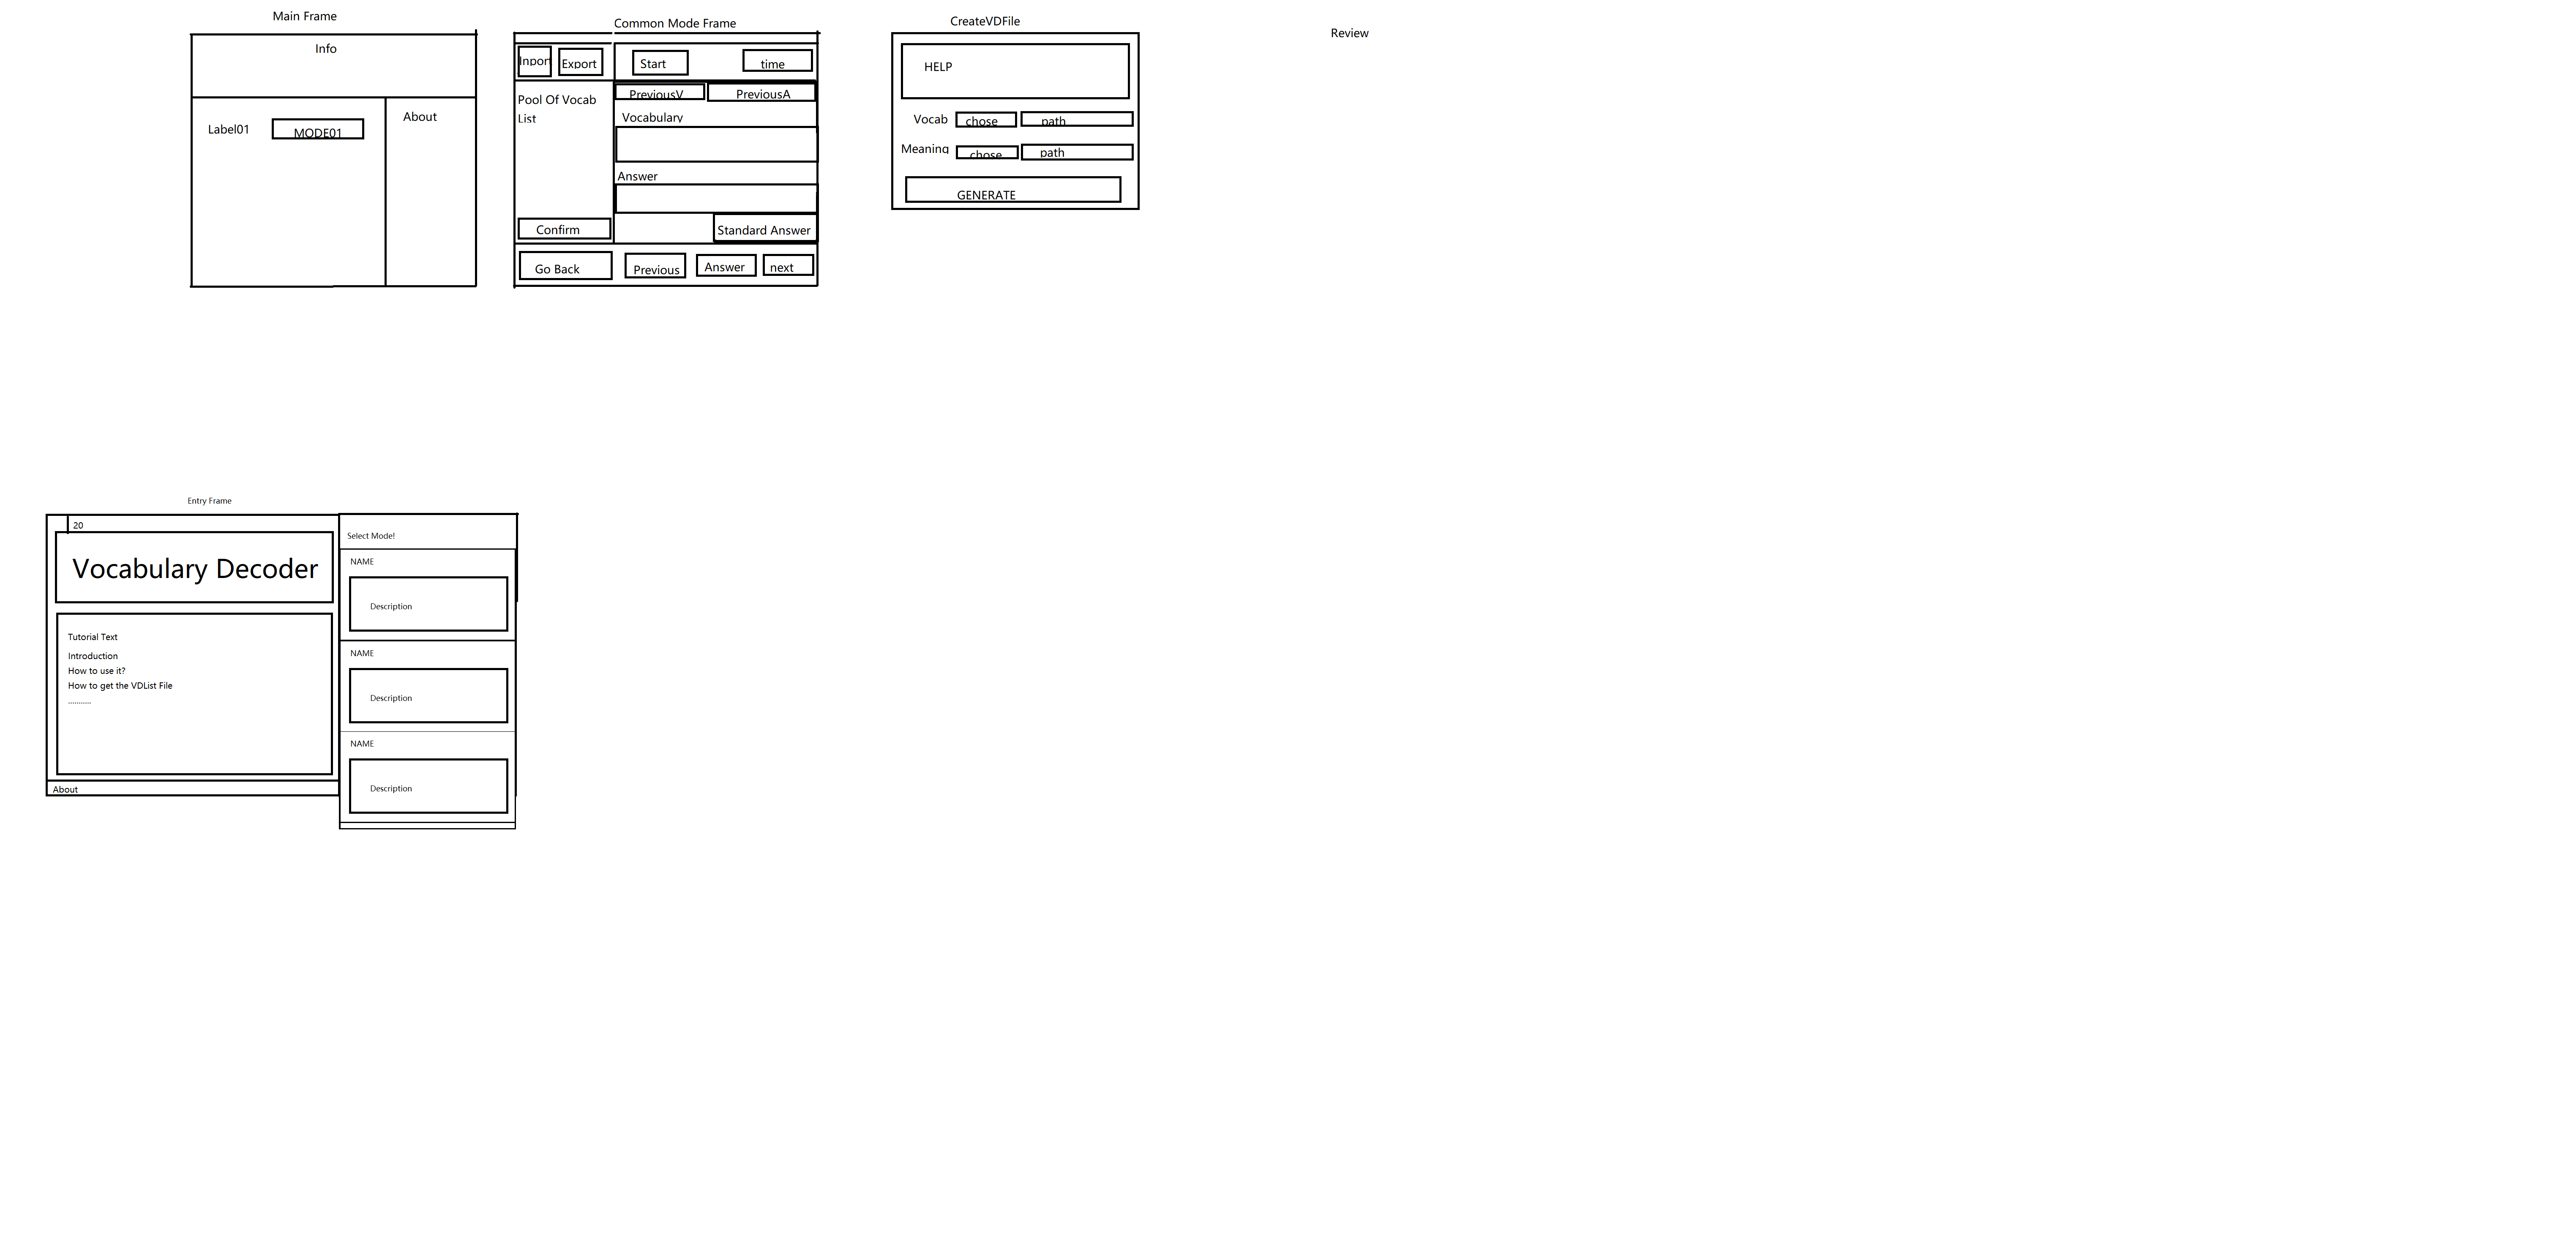 Main Frame
Info
Label01
MODE01
About
Common Mode Frame
Inport
Export
Start
time
Pool Of Vocab
List
PreviousV
PreviousA
Vocabulary
Answer
Confirm
Standard Answer
Go Back
Previous
Answer
next
CreateVDFile
HELP
Vocab
chose
path
Meaning
chose
path
GENERATE
Review
Entry Frame
20
Vocabulary Decoder
Tutorial Text
Introduction
How to use it?
How to get the VDList File
...........
About
Select Mode!
NAME
Description
NAME
Description
NAME
Description